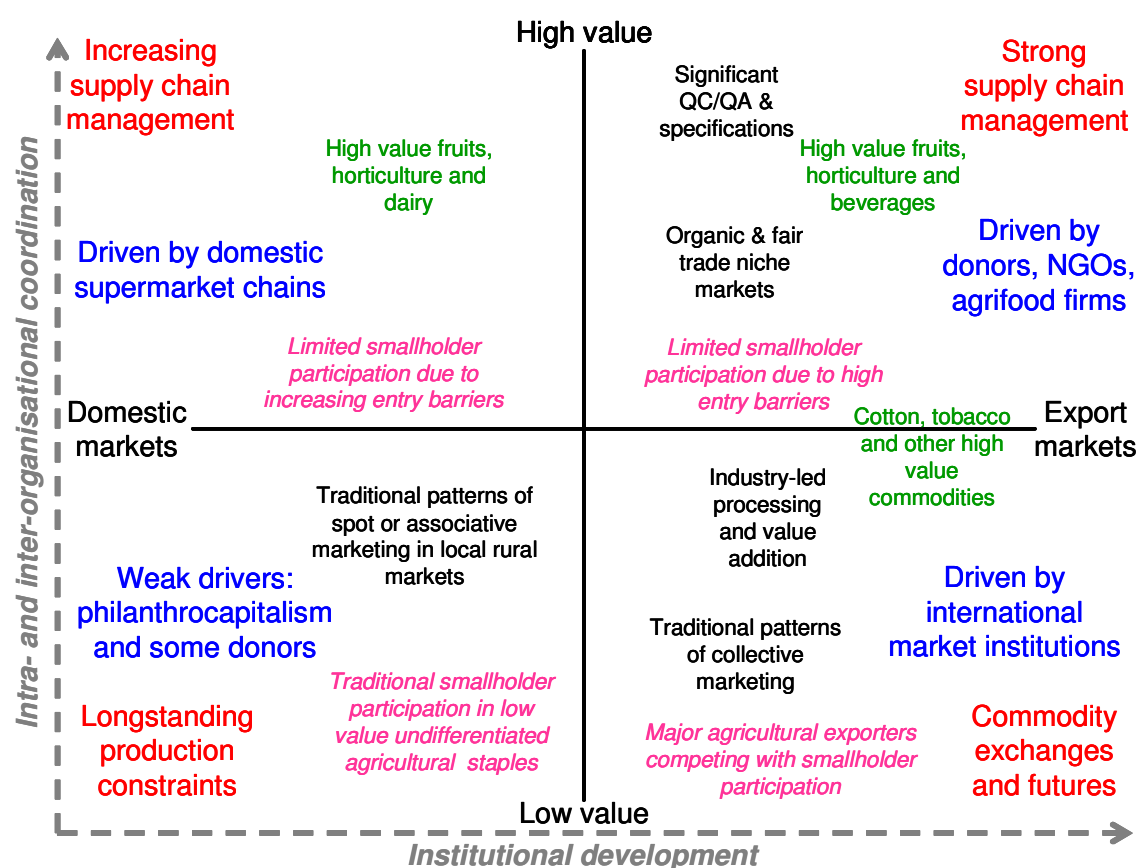 High value
Increasing
supply chain
management
High value fruits,
horticulture and
dairy
Driven by domestic
supermarket chains
Limited smallholder
participation due to
increasing entry barriers
Significant
QC/QA &
specifications
Strong
supply chain
management
High value fruits,
horticulture and
beverages
Organic & fair
trade niche
markets
Driven by
donors, NGOs,
agrifood firms
Limited smallholder
participation due to high
entry barriers
Domestic
markets
Export
markets
Cotton, tobacco
and other high
value
commodities
Traditional patterns of
spot or associative
marketing in local rural
markets
Weak drivers:
philanthrocapitalism
and some donors
Traditional smallholder
participation in low
value undifferentiated
agricultural staples
Longstanding
production
constraints
Industry-led
processing
and value
addition
Driven by
international
market institutions
Traditional patterns
of collective
marketing
Major agricultural exporters
competing with smallholder
participation
Commodity
exchanges
and futures
Low value
Intra- and inter-organisational coordination
Institutional development